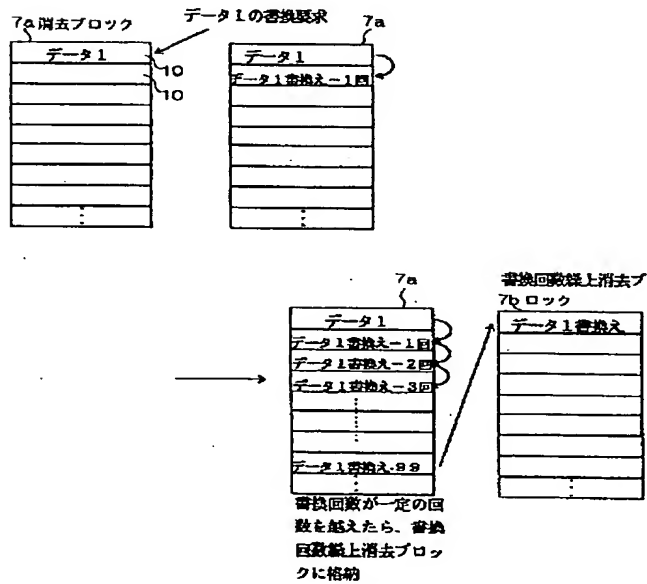 7a 消去ブロック
データ1の書換要求
データ1
10
10
7a
データ1
データ1書換え-1回
7a
データ1
データ1書換え-1回
データ1書換え-2回
データ1書換え-3回
データ1書換え-99
書換回数が一定の回
数を越えたら、書換
回数繰上消去ブロッ
クに格納
書換回数繰上消去ブ
7b ロック
データ1書換え